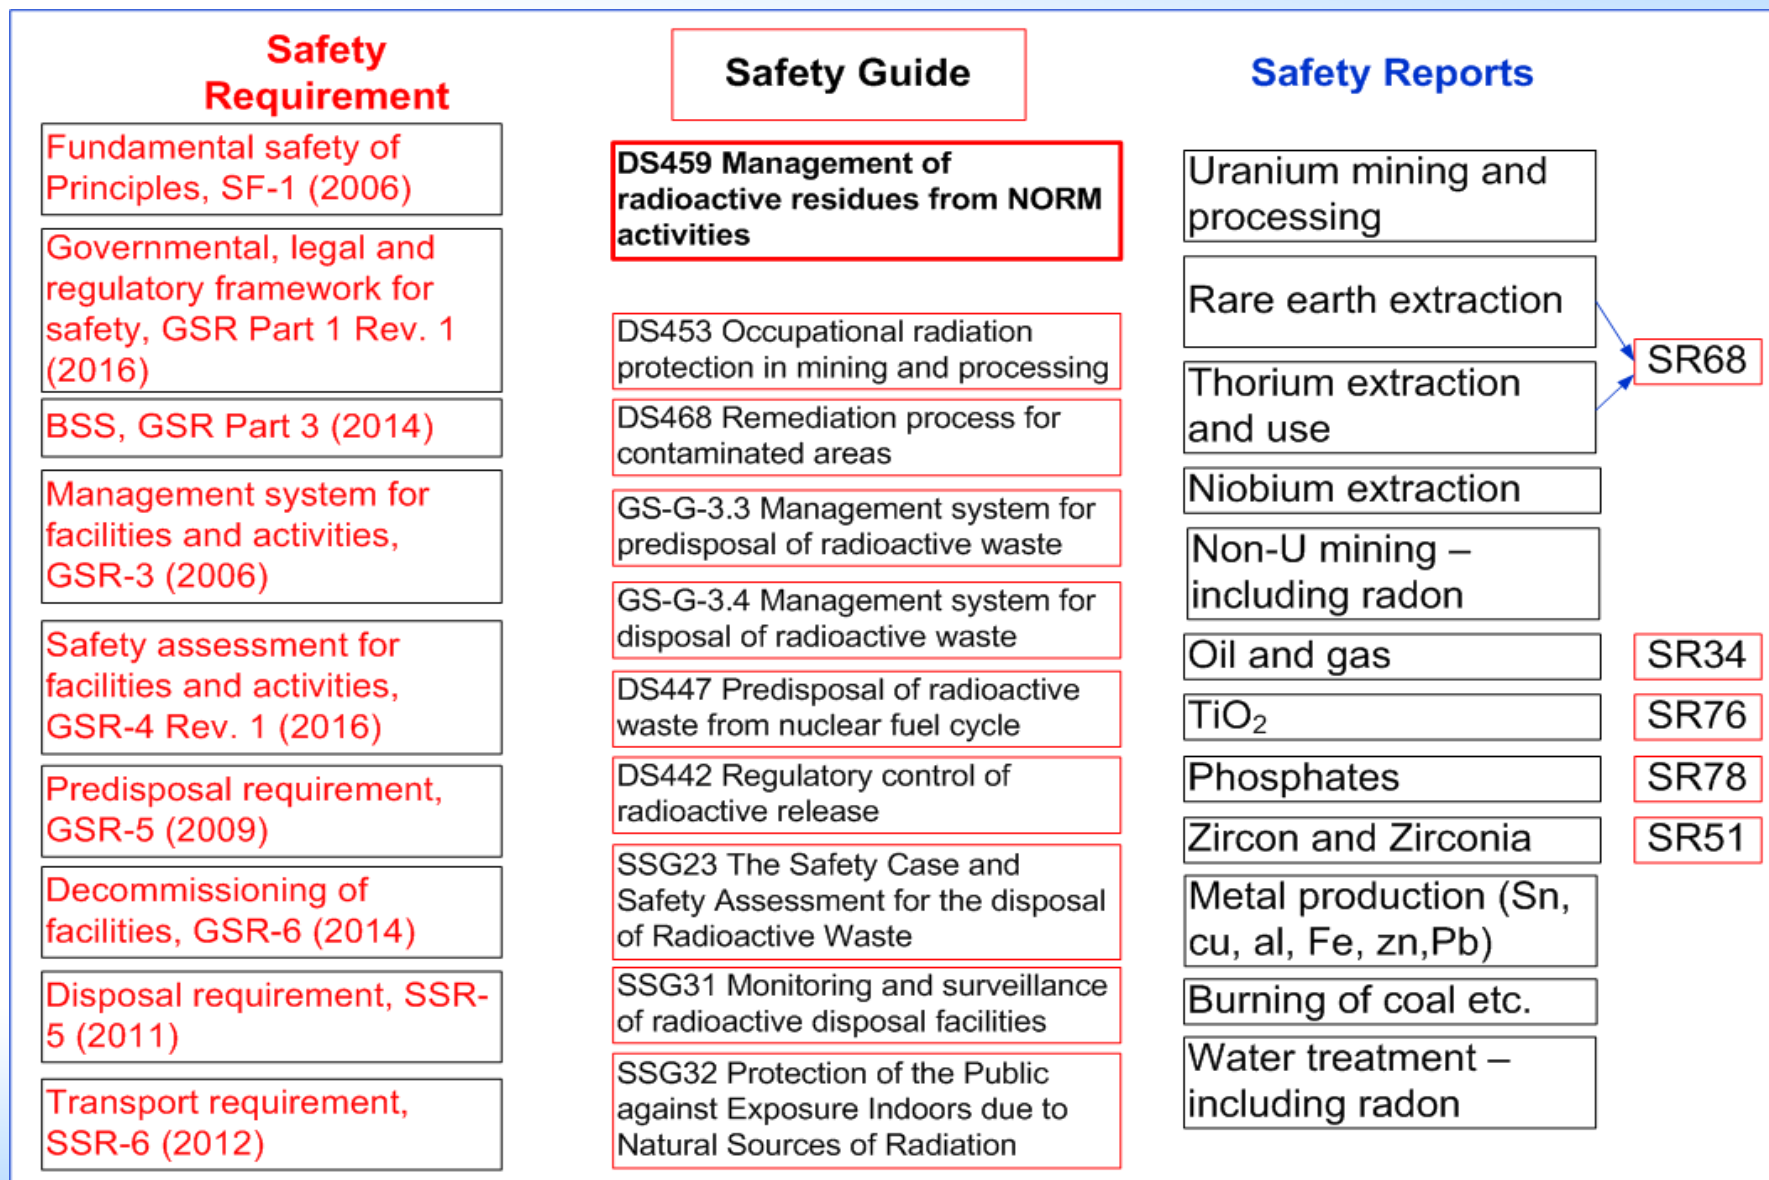 Safety
Requirement
Fundamental safety of
Principles, SF-1 (2006)
Governmental, legal and
regulatory framework for
safety, GSR Part 1 Rev. 1
(2016)
BSS, GSR Part 3 (2014)
Management system for
facilities and activities,
GSR-3 (2006)
Safety assessment for
facilities and activities,
GSR-4 Rev. 1 (2016)
Predisposal requirement,
GSR-5 (2009)
Decommissioning of
facilities, GSR-6 (2014)
Disposal requirement, SSR-
5 (2011)
Transport requirement,
SSR-6 (2012)
Safety Guide
DS459 Management of
radioactive residues from NORM
activities
DS453 Occupational radiation
protection in mining and processing
DS468 Remediation process for
contaminated areas
GS-G-3.3 Management system for
predisposal of radioactive waste
GS-G-3.4 Management system for
disposal of radioactive waste
DS447 Predisposal of radioactive
waste from nuclear fuel cycle
DS442 Regulatory control of
radioactive release
SSG23 The Safety Case and
Safety Assessment for the disposal
of Radioactive Waste
SSG31 Monitoring and surveillance
of radioactive disposal facilities
SSG32 Protection of the Public
against Exposure Indoors due to
Natural Sources of Radiation
Safety Reports
Uranium mining and
processing
Rare earth extraction
Thorium extraction
and use
SR68
Niobium extraction
Non-U mining –
including radon
Oil and gas
SR34
TiO₂
SR76
Phosphates
SR78
Zircon and Zirconia
SR51
Metal production (Sn,
cu, al, Fe, zn,Pb)
Burning of coal etc.
Water treatment –
including radon